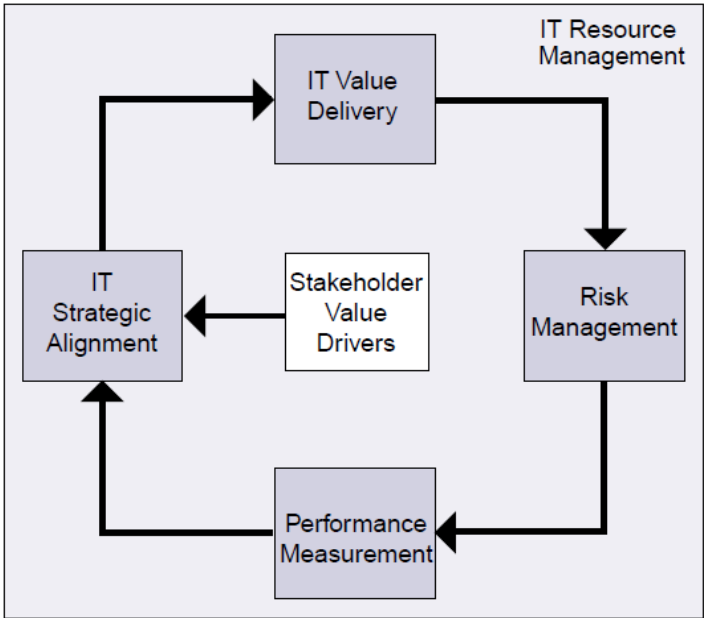 IT Resource
Management
IT Value
Delivery
IT
Strategic
Alignment
Stakeholder
Value
Drivers
Risk
Management
Performance
Measurement